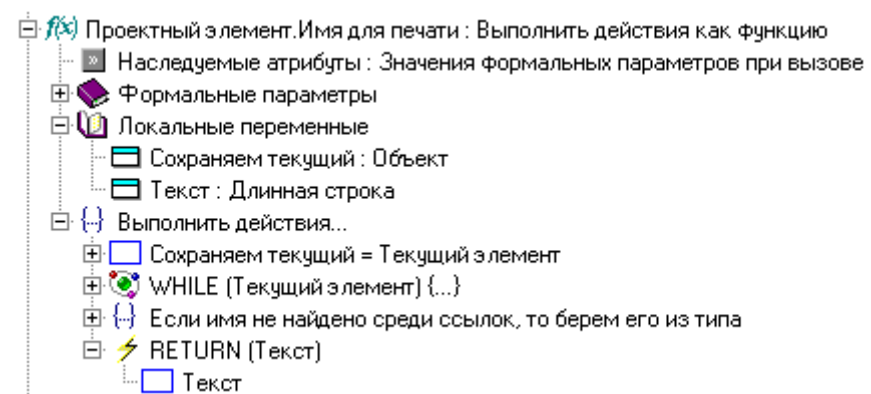 f(x) Проектный элемент.Имя для печати : Выполнить действия как функцию
Наследуемые атрибуты : Значения формальных параметров при вызове
Формальные параметры
Локальные переменные
Сохраняем текущий : Объект
Текст : Длинная строка
{...} Выполнить действия...
Сохраняем текущий = Текущий элемент
WHILE (Текущий элемент) {...}
{...} Если имя не найдено среди ссылок, то берем его из типа
RETURN (Текст)
Текст